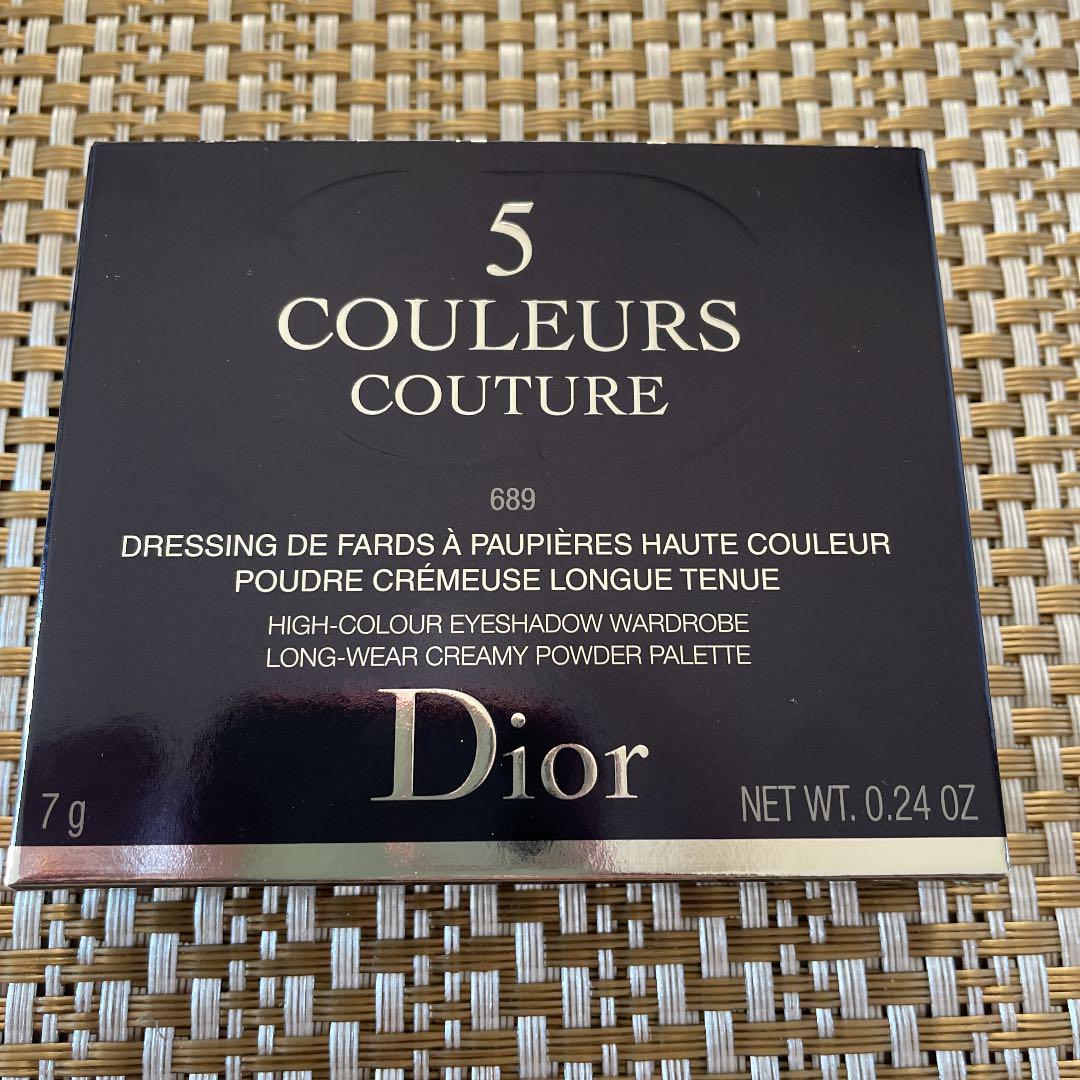 5
COULEURS
COUTURE
689
DRESSING DE FARDS À PAUPIÈRES HAUTE COULEUR
POUDRE CRÉMEUSE LONGUE TENUE
HIGH-COLOUR EYESHADOW WARDROBE
LONG-WEAR CREAMY POWDER PALETTE
Dior
7 g NET WT. 0.24 OZ